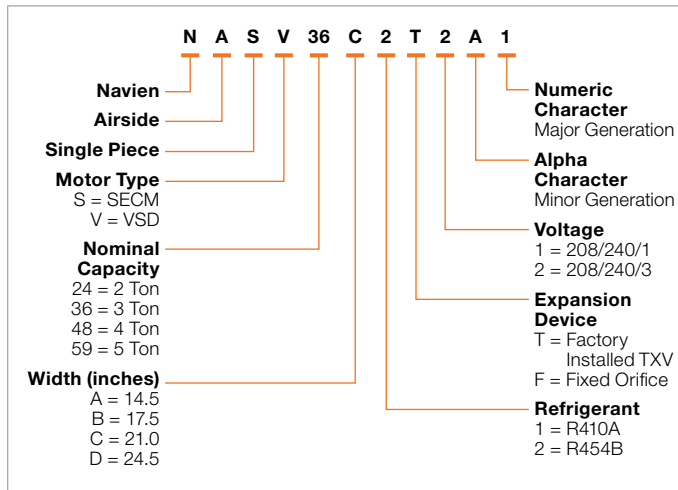 N A S V 36 C 2 T 2 A 1
Navien
Airside
Single Piece
Motor Type
S = SECM
V = VSD
Nominal
Capacity
24 = 2 Ton
36 = 3 Ton
48 = 4 Ton
59 = 5 Ton
Width (inches)
A = 14.5
B = 17.5
C = 21.0
D = 24.5
Numeric
Character
Major Generation
Alpha
Character
Minor Generation
Voltage
1 = 208/240/1
2 = 208/240/3
Expansion
Device
T = Factory
Installed TXV
F = Fixed Orifice
Refrigerant
1 = R410A
2 = R454B